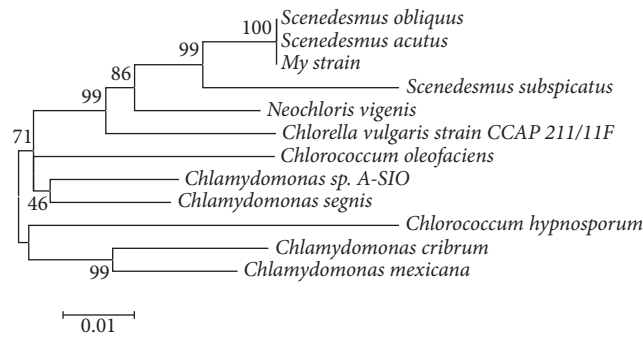 100 Scenedesmus obliquus
99 Scenedesmus acutus
My strain
86
Scenedesmus subspicatus
99
Neochloris vigenis
Chlorella vulgaris strain CCAP 211/11F
71
Chlorococcum oleofaciens
Chlamydomonas sp. A-SIO
46
Chlamydomonas segnis
Chlorococcum hypnosporum
Chlamydomonas cribrum
99
Chlamydomonas mexicana
0.01